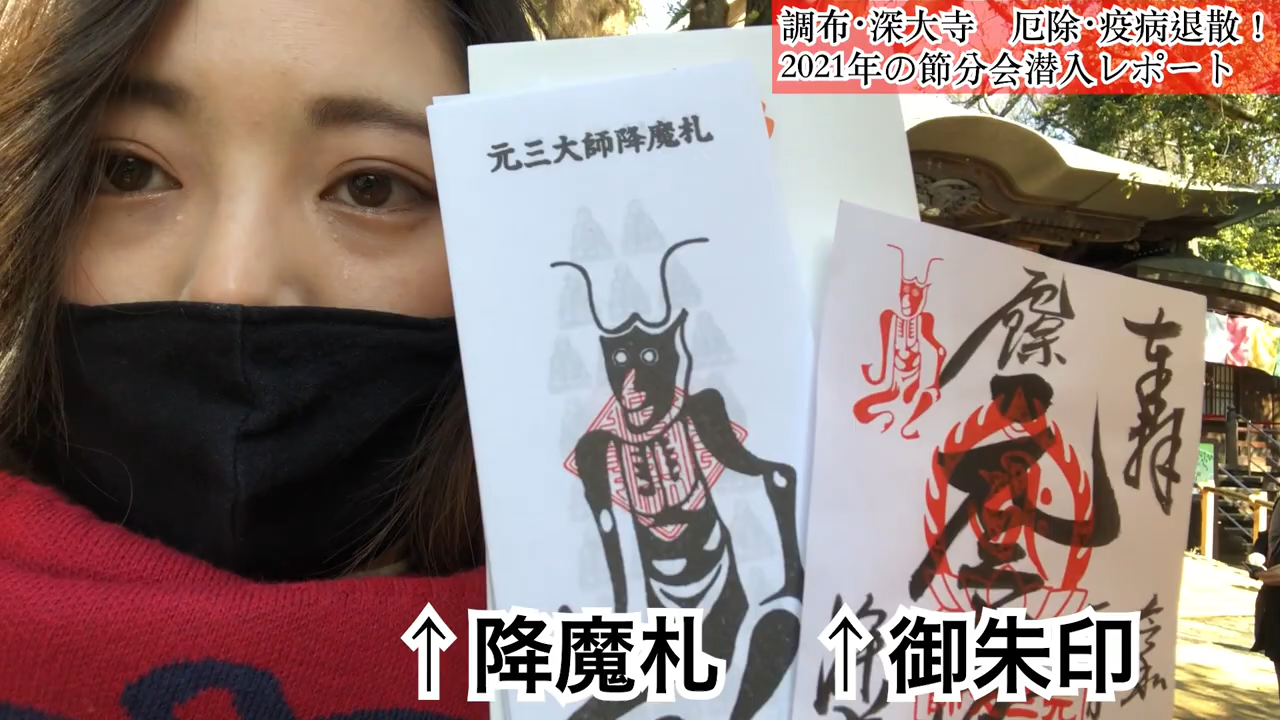 調布・深大寺　厄除・疫病退散！
2021年の節分会潜入レポート
元三大師降魔札
奉拝
↑降魔札
↑御朱印